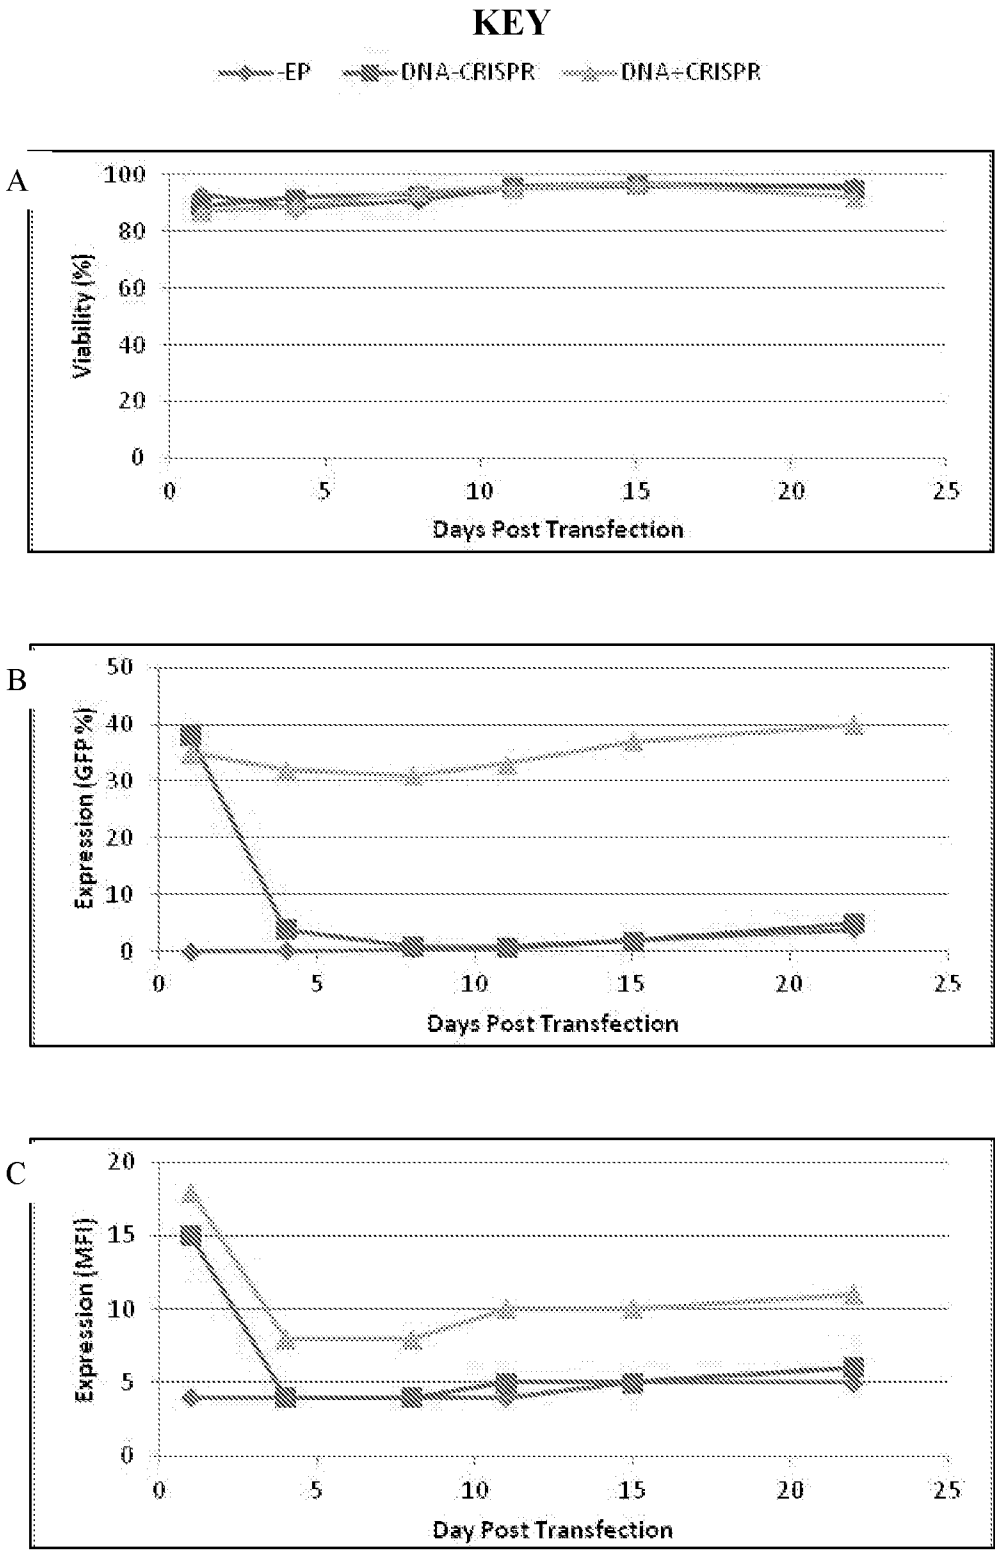 KEY
-EP DNA-CRISPR DNA+CRISPR
A
100
80
60
40
20
0
Viability (%)
0 5 10 15 20 25
Days Post Transfection
B
50
40
30
20
10
0
Expression (GFP %)
0 5 10 15 20 25
Days Post Transfection
C
20
15
10
5
0
Expression (MFI)
0 5 10 15 20 25
Day Post Transfection